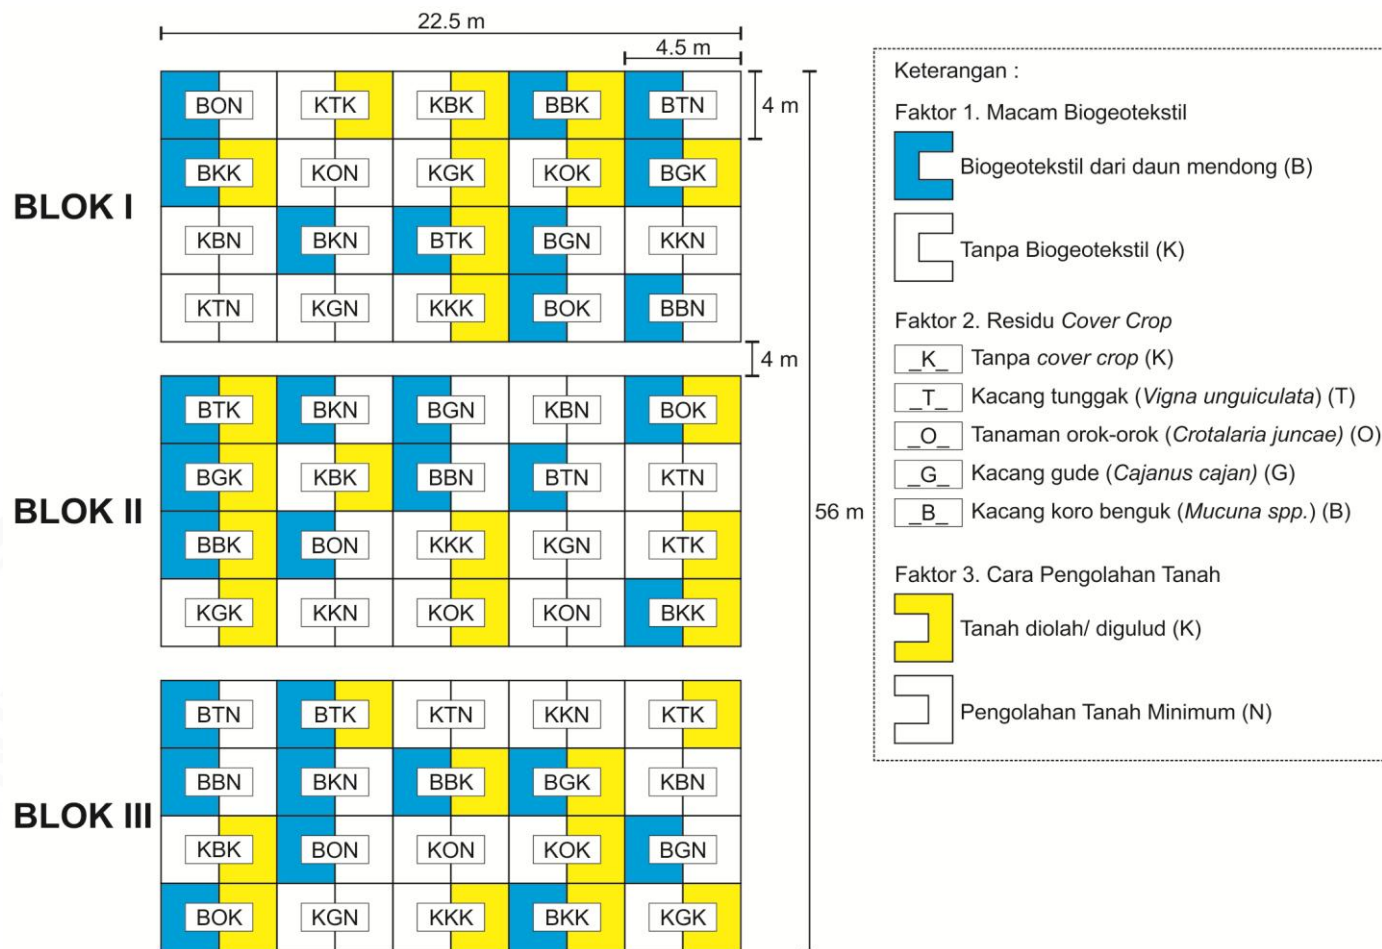 22.5 m
4.5 m
BON KTK KBK BBK BTN
4 m
BKK KON KGK KOK BGK
BLOK I
KBN BKN BTK BGN KKN
KTN KGN KKK BOK BBN
4 m
BTK BKN BGN KBN BOK
BGK KBK BBN BTN KTN
BLOK II
56 m
BBK BON KKK KGN KTK
KGK KKN KOK KON BKK
BTN BTK KTN KKN KTK
BBN BKN BBK BGK KBN
BLOK III
KBK BON KON KOK BGN
BOK KGN KKK BKK KGK
Keterangan :
Faktor 1. Macam Biogeotekstil
Biogeotekstil dari daun mendong (B)
Tanpa Biogeotekstil (K)
Faktor 2. Residu Cover Crop
_K_ Tanpa cover crop (K)
_T_ Kacang tunggak (Vigna unguiculata) (T)
_O_ Tanaman orok-orok (Crotalaria juncae) (O)
_G_ Kacang gude (Cajanus cajan) (G)
_B_ Kacang koro benguk (Mucuna spp.) (B)
Faktor 3. Cara Pengolahan Tanah
Tanah diolah/ digulud (K)
Pengolahan Tanah Minimum (N)